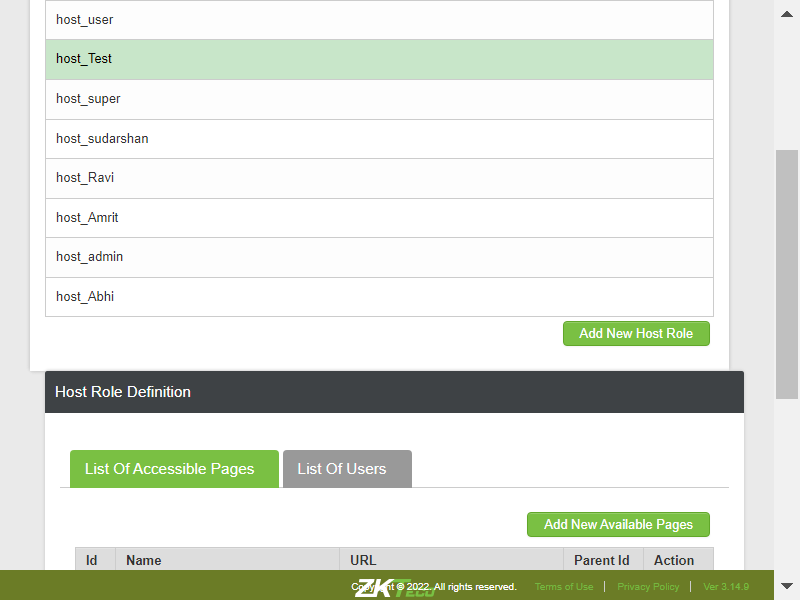 host_user
host_Test
host_super
host_sudarshan
host_Ravi
host_Amrit
host_admin
host_Abhi
Add New Host Role
Host Role Definition
List Of Accessible Pages List Of Users
Add New Available Pages
Id Name URL Parent Id Action
ZKTeco
Copyright © 2022. All rights reserved. Terms of Use | Privacy Policy | Ver 3.14.9